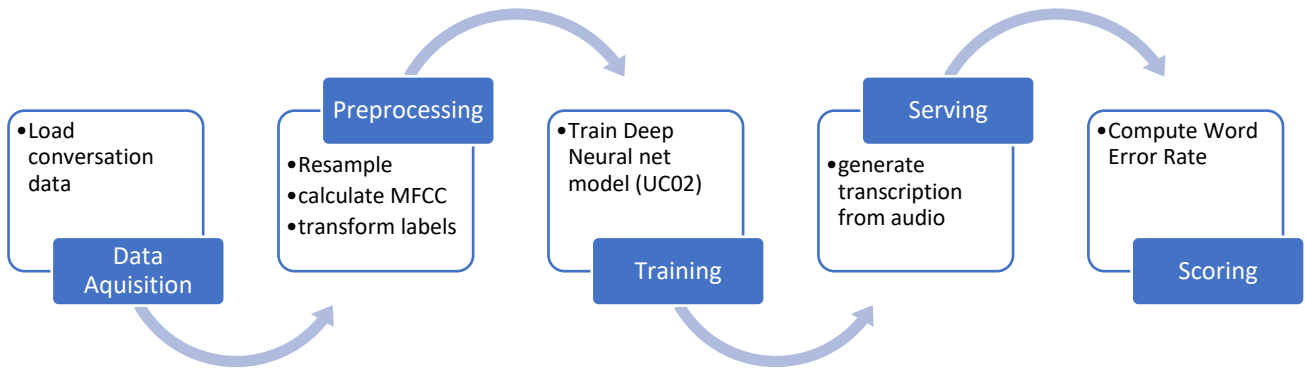 •Load
conversation
data
Data
Aquisition
Preprocessing
•Resample
•calculate MFCC
•transform labels
•Train Deep
Neural net
model (UC02)
Training
Serving
•generate
transcription
from audio
•Compute Word
Error Rate
Scoring